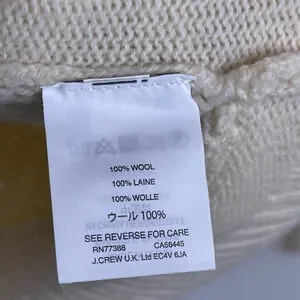 100% WOOL
100% LAINE
100% WOLLE
ウール 100%
SEE REVERSE FOR CARE
RN77388 CA56445
J.CREW U.K. Ltd EC4V 6JA